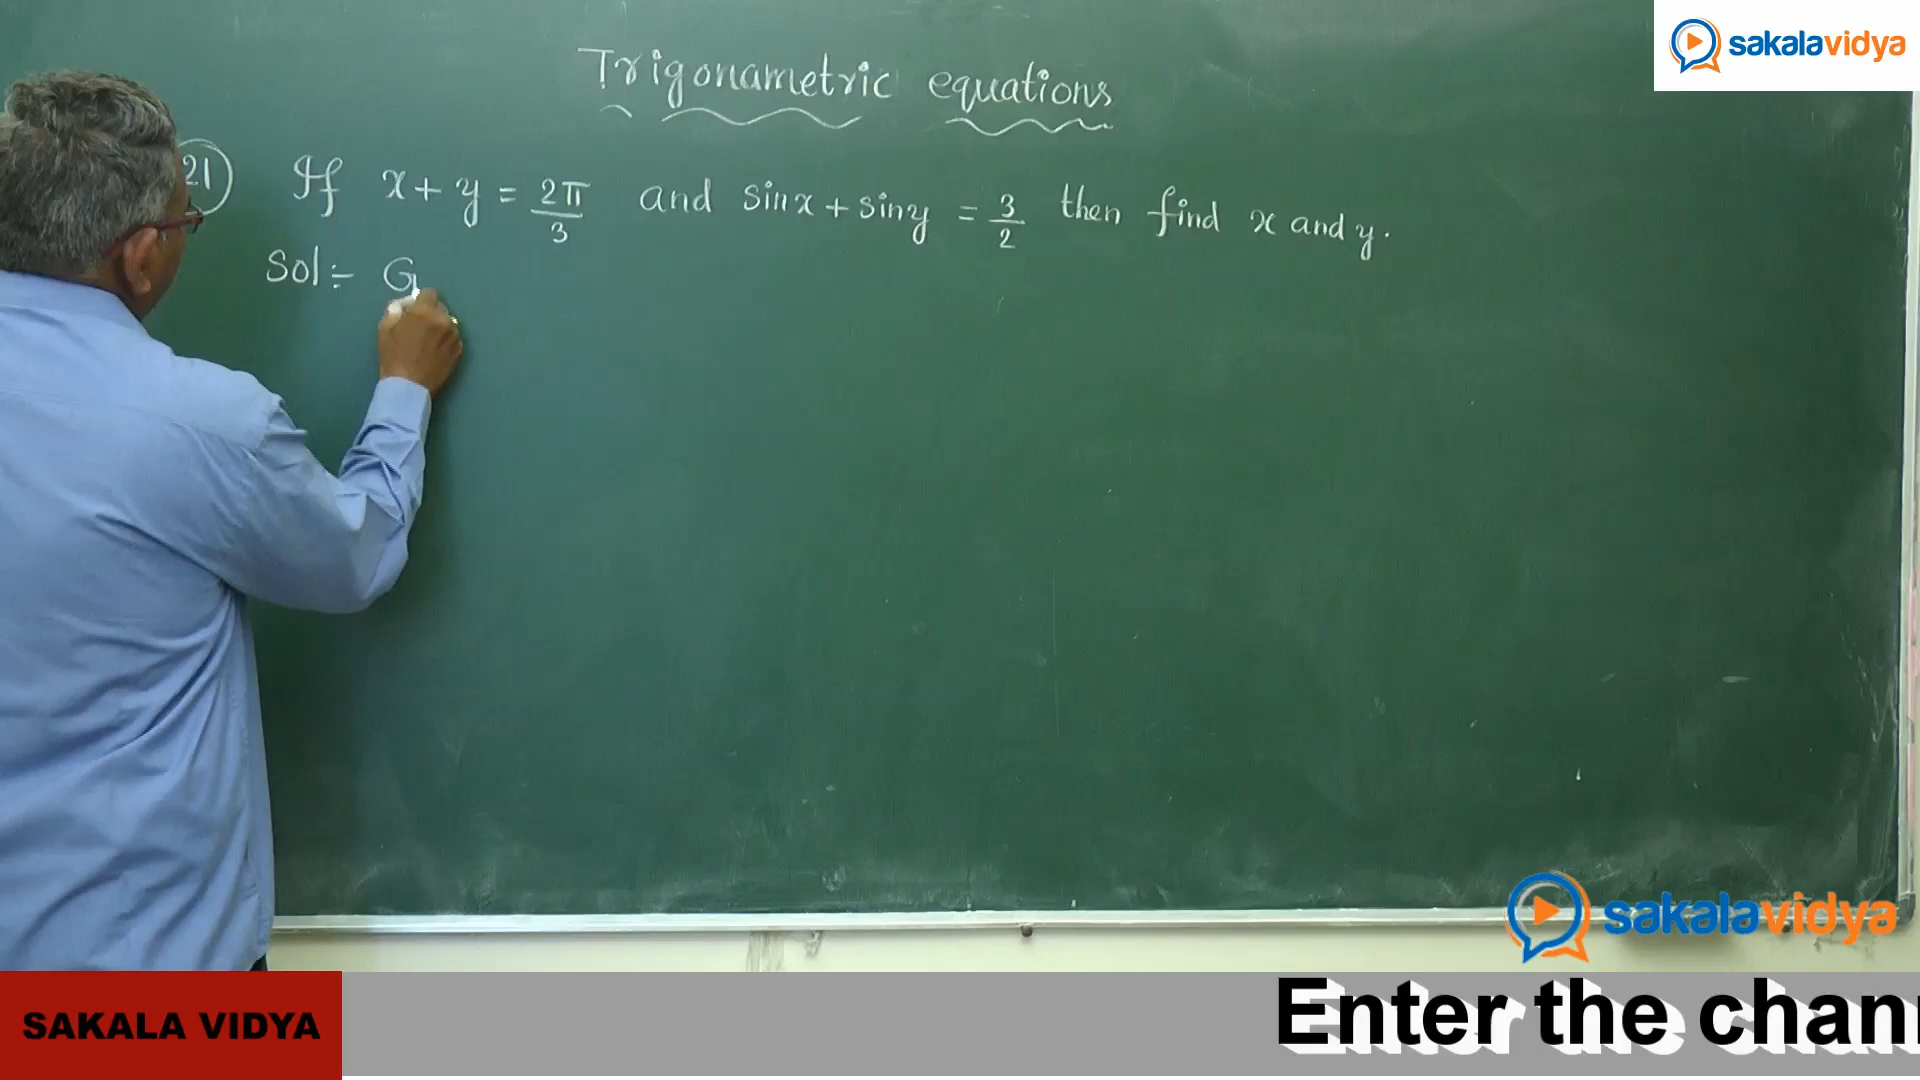 sakalavidya
Trigonametric equations
21 If x + y = 2π/3 and sinx + siny = 3/2 then find x and y.
Sol:- G
sakalavidya
SAKALA VIDYA
Enter the chan